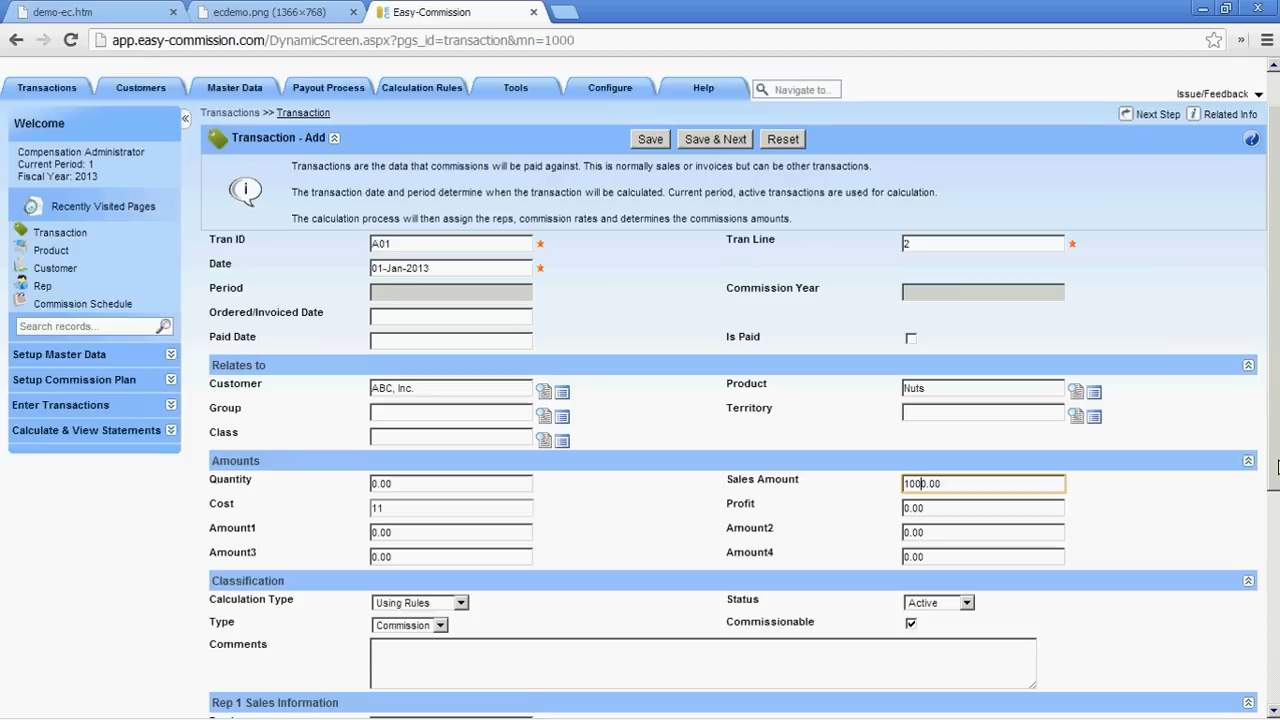 demo-ec.htm
ecdemo.png (1366×768)
Easy-Commission
app.easy-commission.com/DynamicScreen.aspx?pgs_id=transaction&mn=1000
Transactions
Customers
Master Data
Payout Process
Calculation Rules
Tools
Configure
Help
Navigate to..
Issue/Feedback
Welcome
Compensation Administrator
Current Period: 1
Fiscal Year: 2013
Recently Visited Pages
Transaction
Product
Customer
Rep
Commission Schedule
Search records...
Setup Master Data
Setup Commission Plan
Enter Transactions
Calculate & View Statements
Transactions >> Transaction
Next Step
Related Info
Transaction - Add
Save
Save & Next
Reset
Transactions are the data that commissions will be paid against. This is normally sales or invoices but can be other transactions.
The transaction date and period determine when the transaction will be calculated. Current period, active transactions are used for calculation.
The calculation process will then assign the reps, commission rates and determines the commissions amounts.
Tran ID A01 Tran Line 2
Date 01-Jan-2013
Period Commission Year
Ordered/Invoiced Date
Paid Date Is Paid
Relates to
Customer ABC, Inc. Product Nuts
Group Territory
Class
Amounts
Quantity 0.00 Sales Amount 1000.00
Cost 11 Profit 0.00
Amount1 0.00 Amount2 0.00
Amount3 0.00 Amount4 0.00
Classification
Calculation Type Using Rules Status Active
Type Commission Commissionable
Comments
Rep 1 Sales Information